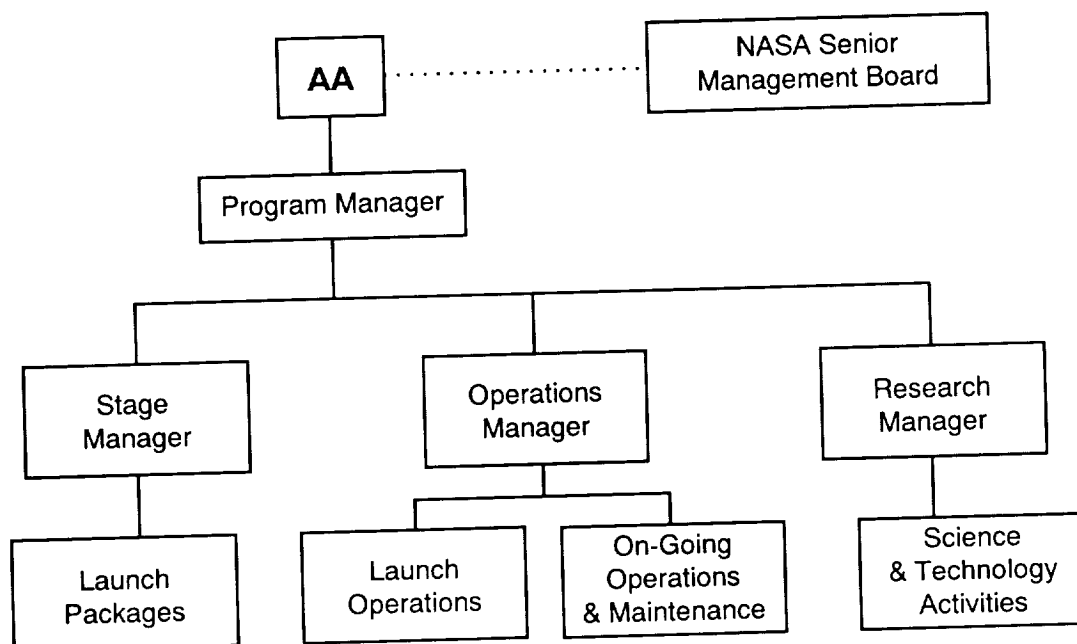 AA
NASA Senior
Management Board
Program Manager
Stage
Manager
Operations
Manager
Research
Manager
Launch
Packages
Launch
Operations
On-Going
Operations
& Maintenance
Science
& Technology
Activities